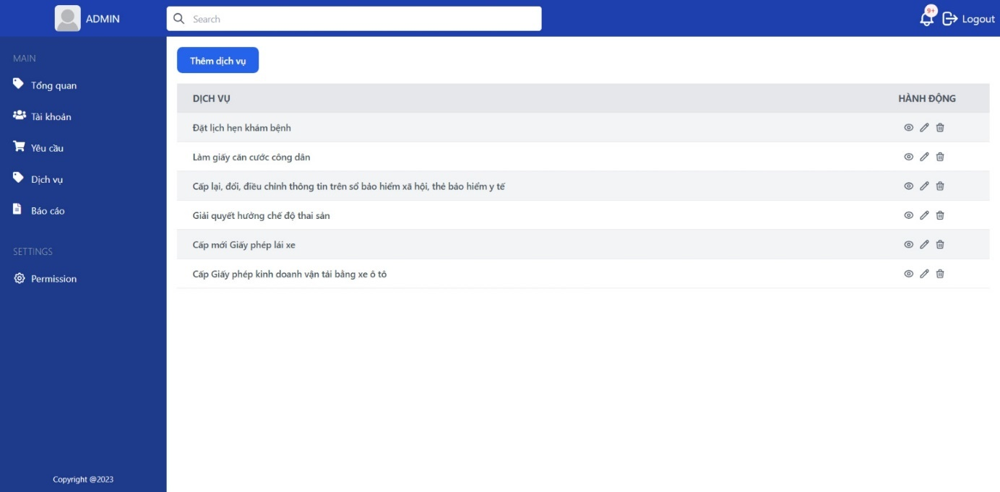 ADMIN
Search
9+
Logout
MAIN
Tổng quan
Tài khoản
Yêu cầu
Dịch vụ
Báo cáo
SETTINGS
Permission
Copyright @2023
Thêm dịch vụ
DỊCH VỤ HÀNH ĐỘNG
Đặt lịch hẹn khám bệnh
Làm giấy căn cước công dân
Cấp lại, đổi, điều chỉnh thông tin trên sổ bảo hiểm xã hội, thẻ bảo hiểm y tế
Giải quyết hưởng chế độ thai sản
Cấp mới Giấy phép lái xe
Cấp Giấy phép kinh doanh vận tải bằng xe ô tô